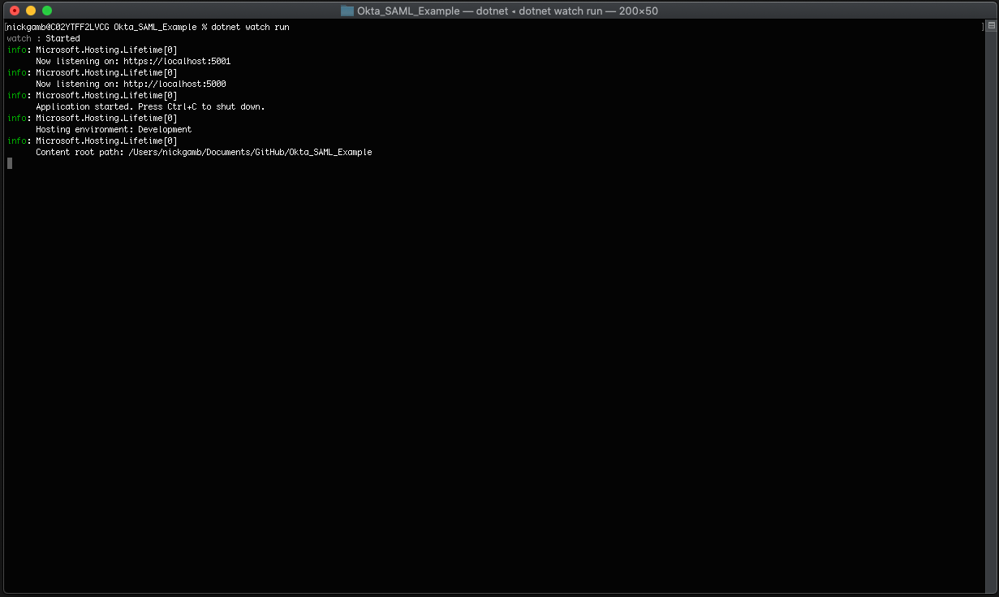 Okta_SAML_Example — dotnet ◂ dotnet watch run — 200×50
[nickgamb@C02YTFF2LVCG Okta_SAML_Example % dotnet watch run ]
watch : Started
info: Microsoft.Hosting.Lifetime[0]
Now listening on: https://localhost:5001
info: Microsoft.Hosting.Lifetime[0]
Now listening on: http://localhost:5000
info: Microsoft.Hosting.Lifetime[0]
Application started. Press Ctrl+C to shut down.
info: Microsoft.Hosting.Lifetime[0]
Hosting environment: Development
info: Microsoft.Hosting.Lifetime[0]
Content root path: /Users/nickgamb/Documents/GitHub/Okta_SAML_Example